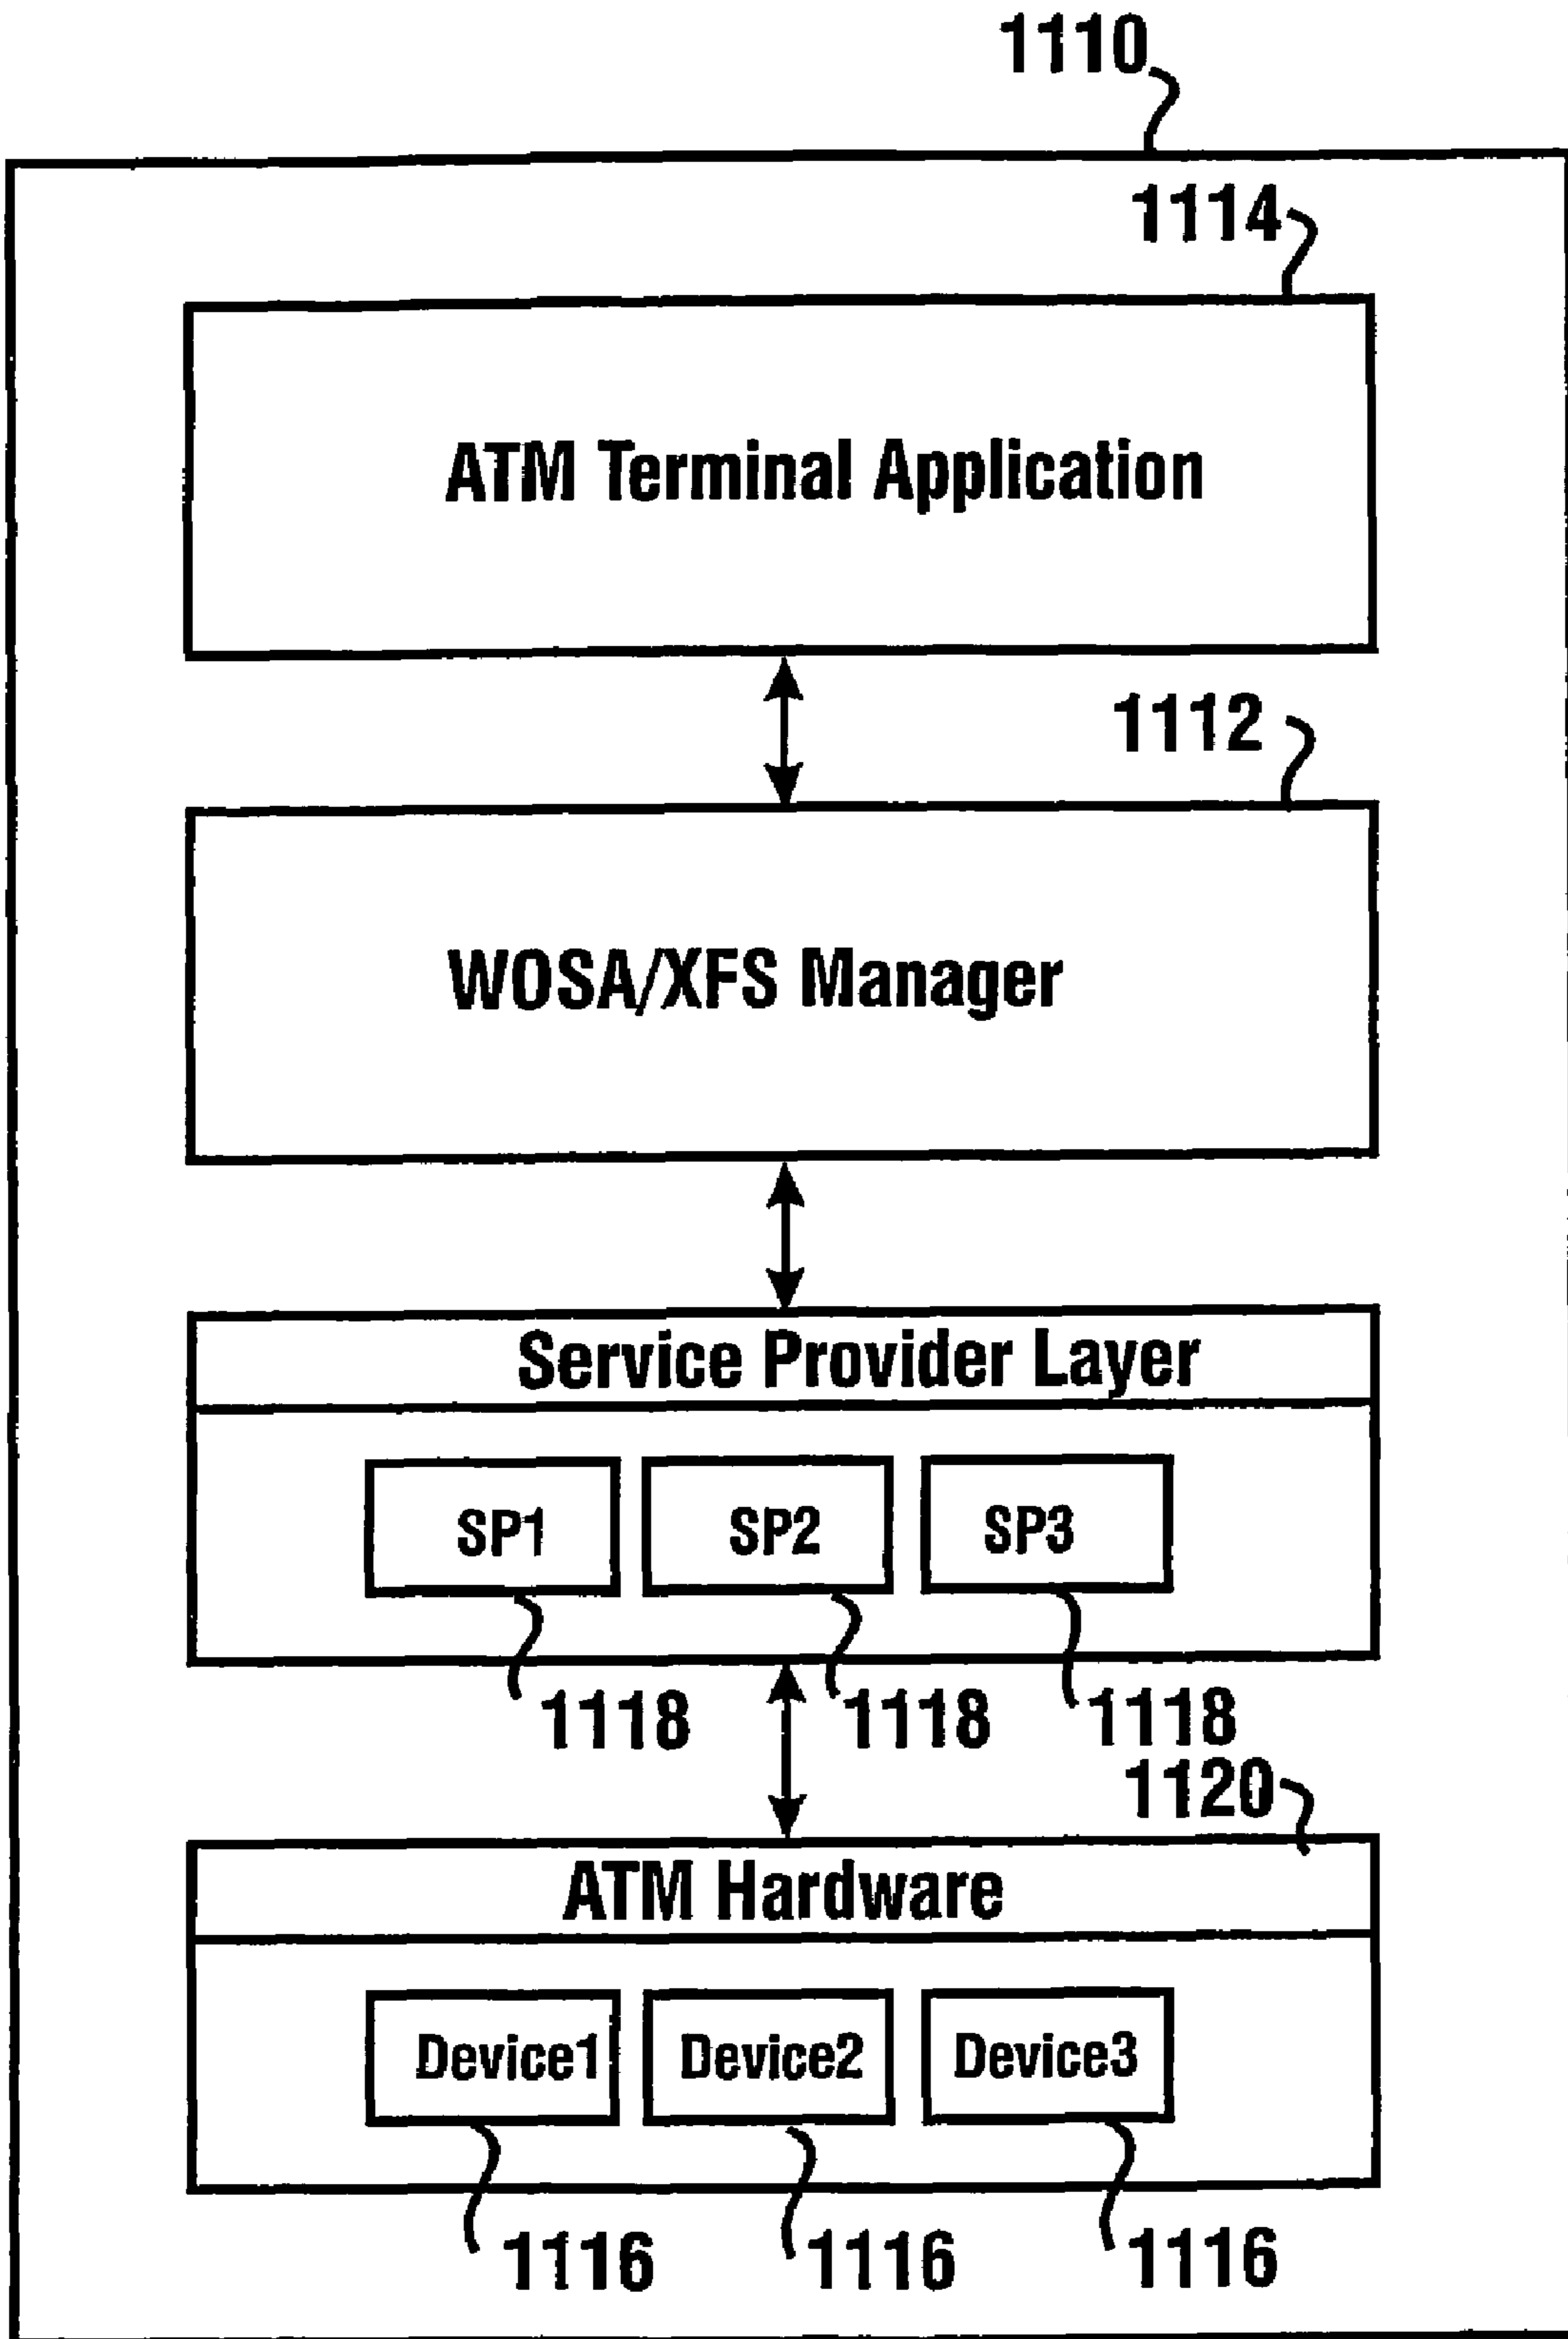 1110
1114
ATM Terminal Application
1112
WOSA/XFS Manager
Service Provider Layer
SP1 SP2 SP3
1118 1118 1118
1120
ATM Hardware
Device1 Device2 Device3
1116 1116 1116